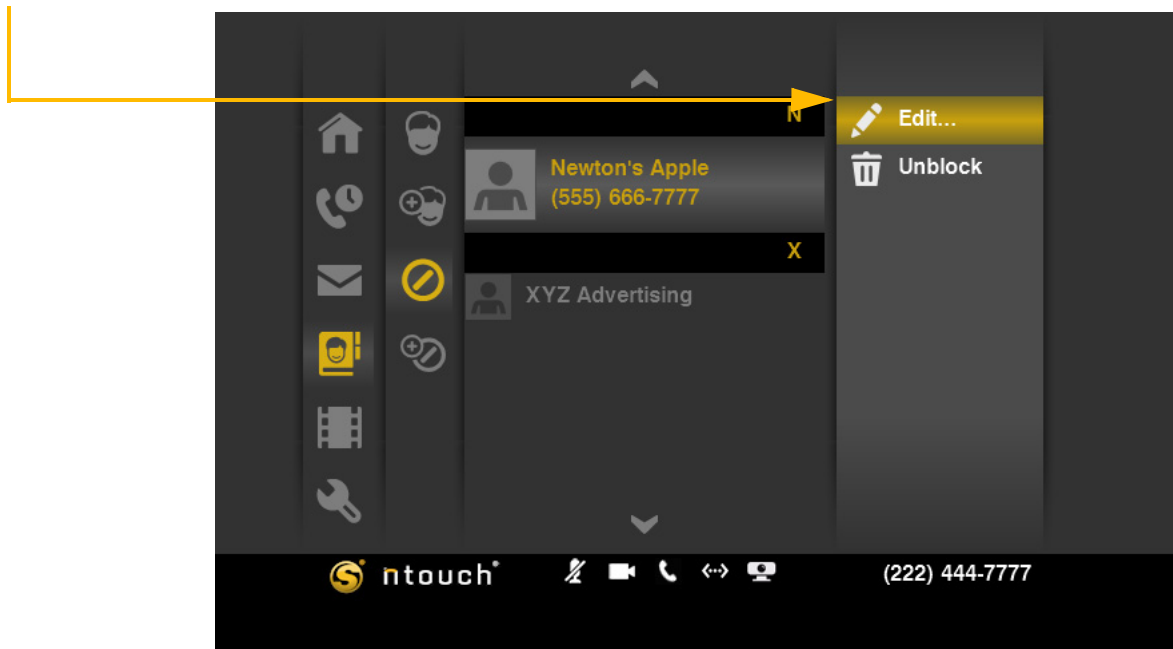 N
Edit...
Newton's Apple
(555) 666-7777
Unblock
X
XYZ Advertising
S ntouch®
(222) 444-7777